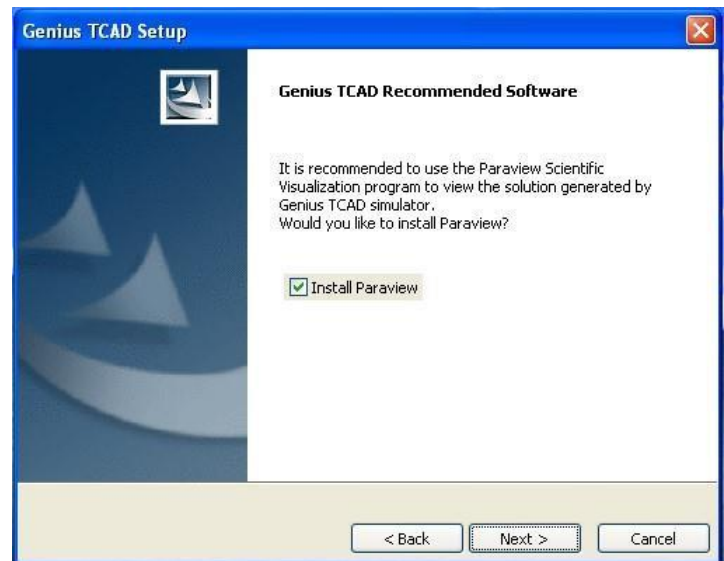 Genius TCAD Setup
Genius TCAD Recommended Software
It is recommended to use the Paraview Scientific
Visualization program to view the solution generated by
Genius TCAD simulator.
Would you like to install Paraview?
Install Paraview
< Back
Next >
Cancel